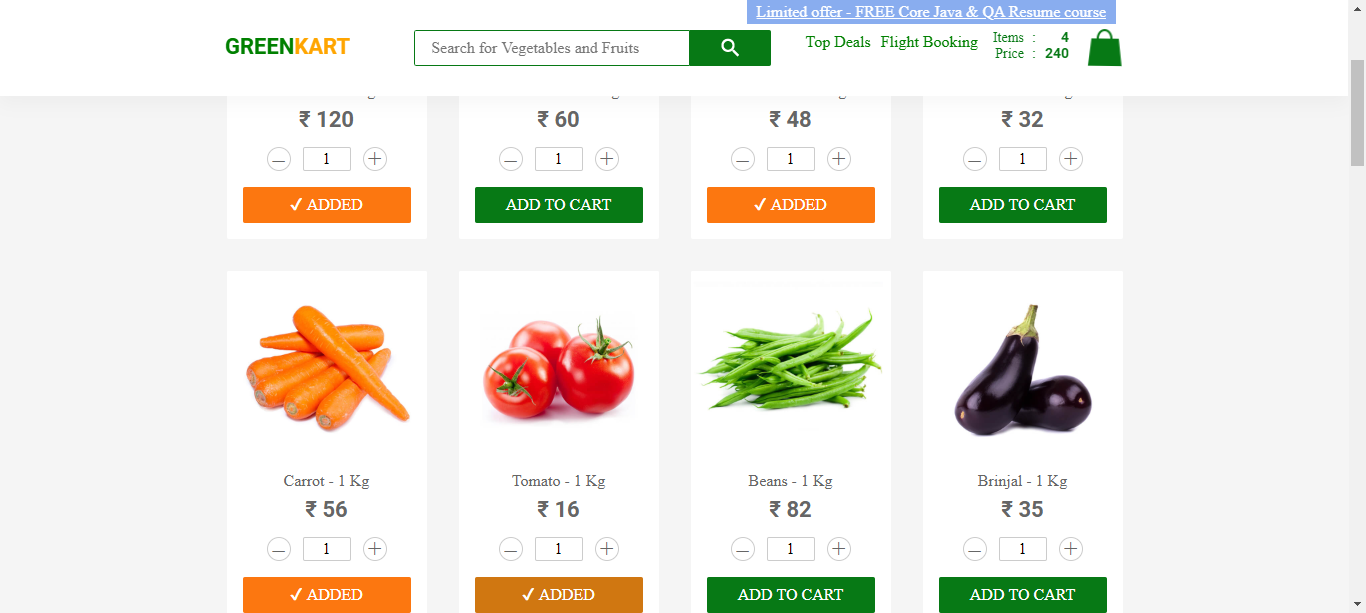 Limited offer - FREE Core Java & QA Resume course
GREENKART
Search for Vegetables and Fruits
Top Deals Flight Booking
Items : 4
Price : 240
₹ 120 ₹ 60 ₹ 48 ₹ 32
– 1 + – 1 + – 1 + – 1 +
✓ ADDED ADD TO CART ✓ ADDED ADD TO CART
Carrot - 1 Kg Tomato - 1 Kg Beans - 1 Kg Brinjal - 1 Kg
₹ 56 ₹ 16 ₹ 82 ₹ 35
– 1 + – 1 + – 1 + – 1 +
✓ ADDED ✓ ADDED ADD TO CART ADD TO CART